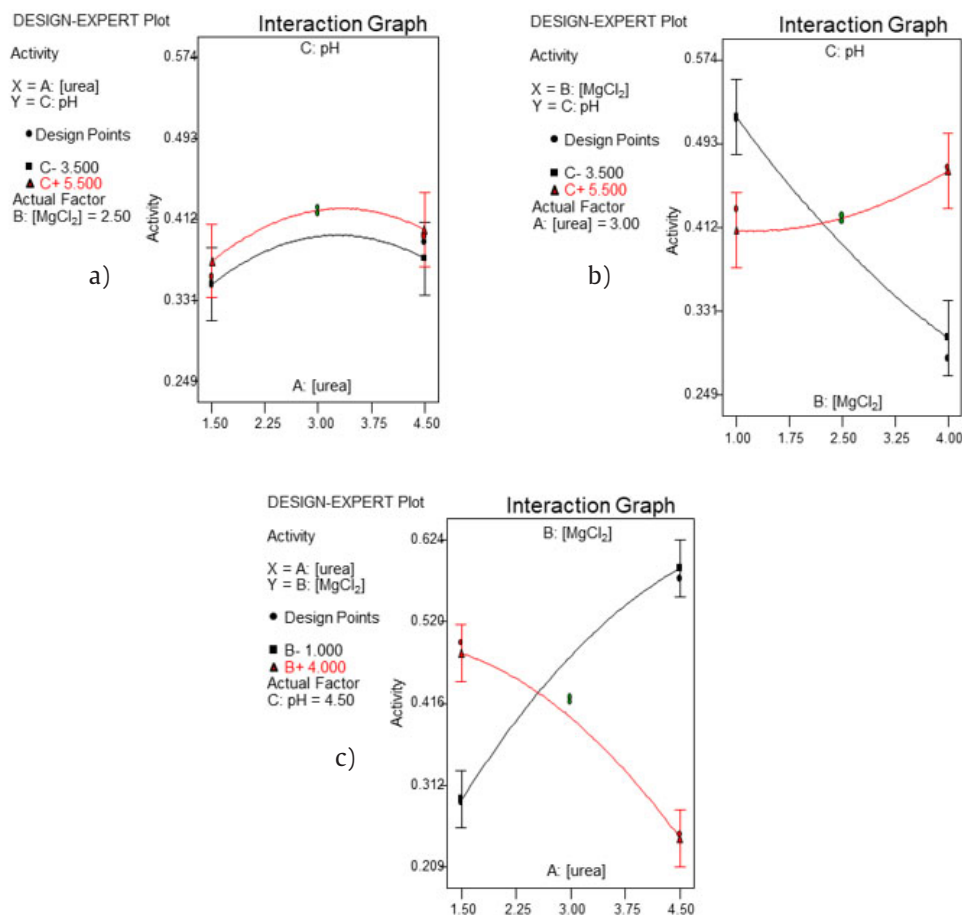 DESIGN-EXPERT Plot
Activity
X = A: [urea]
Y = C: pH
Design Points
C- 3.500
C+ 5.500
Actual Factor
B: [MgCl₂] = 2.50
a)
Interaction Graph
C: pH
0.574
0.493
0.412
0.331
0.249
Activity
A: [urea]
1.50 2.25 3.00 3.75 4.50
DESIGN-EXPERT Plot
Activity
X = B: [MgCl₂]
Y = C: pH
Design Points
C- 3.500
C+ 5.500
Actual Factor
A: [urea] = 3.00
b)
Interaction Graph
C: pH
0.574
0.493
0.412
0.331
0.249
Activity
B: [MgCl₂]
1.00 1.75 2.50 3.25 4.00
DESIGN-EXPERT Plot
Activity
X = A: [urea]
Y = B: [MgCl₂]
Design Points
B- 1.000
B+ 4.000
Actual Factor
C: pH = 4.50
c)
Interaction Graph
B: [MgCl₂]
0.624
0.520
0.416
0.312
0.209
Activity
A: [urea]
1.50 2.25 3.00 3.75 4.50